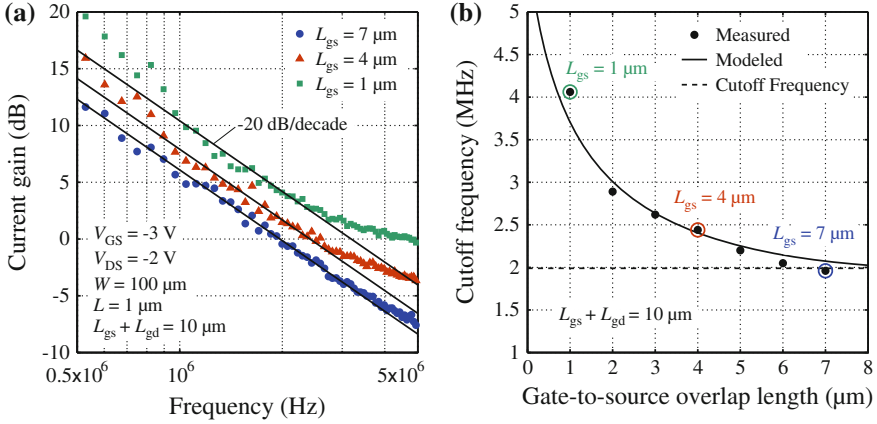 (a)
Current gain (dB)
20
15
10
5
0
-5
-10
L_gs = 7 µm
L_gs = 4 µm
L_gs = 1 µm
-20 dB/decade
V_GS = -3 V
V_DS = -2 V
W = 100 µm
L = 1 µm
L_gs + L_gd = 10 µm
0.5x10^6
10^6
5x10^6
Frequency (Hz)
(b)
Cutoff frequency (MHz)
5
4.5
4
3.5
3
2.5
2
1.5
1
Measured
Modeled
Cutoff Frequency
L_gs = 1 µm
L_gs = 4 µm
L_gs = 7 µm
L_gs + L_gd = 10 µm
0 1 2 3 4 5 6 7 8
Gate-to-source overlap length (µm)